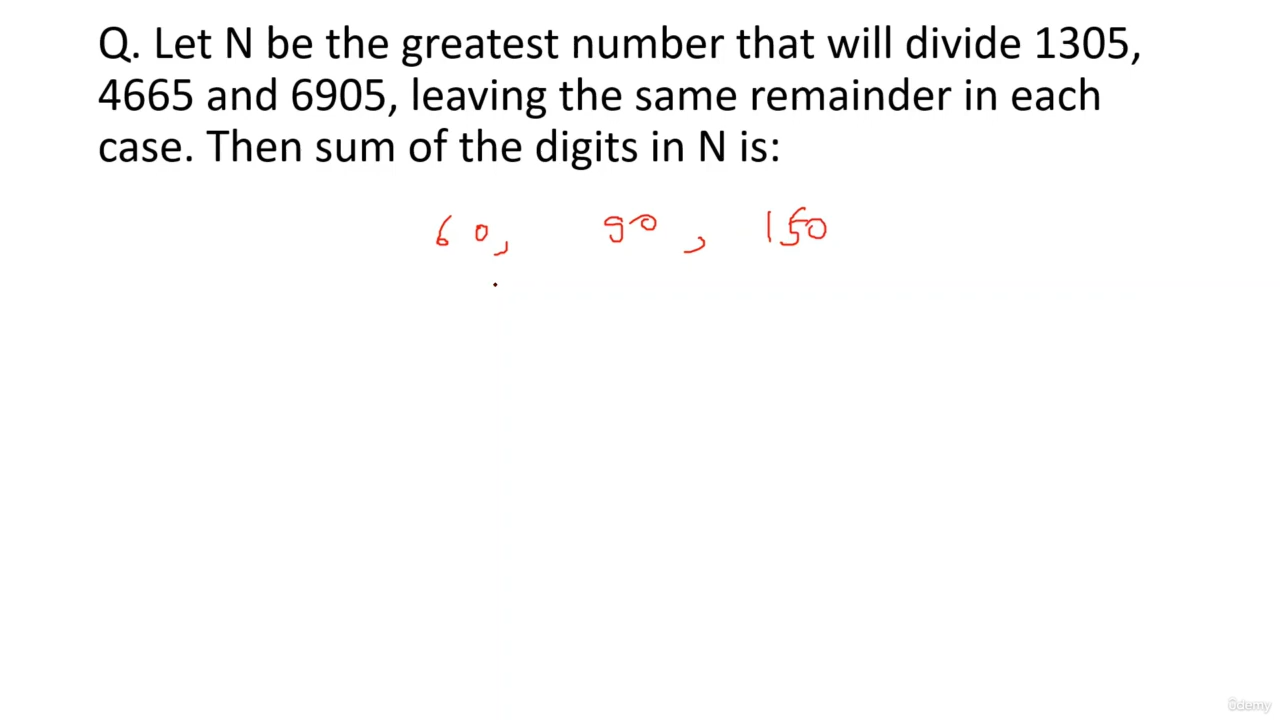 Q. Let N be the greatest number that will divide 1305,
4665 and 6905, leaving the same remainder in each
case. Then sum of the digits in N is:
60, 90, 150
ûdemy